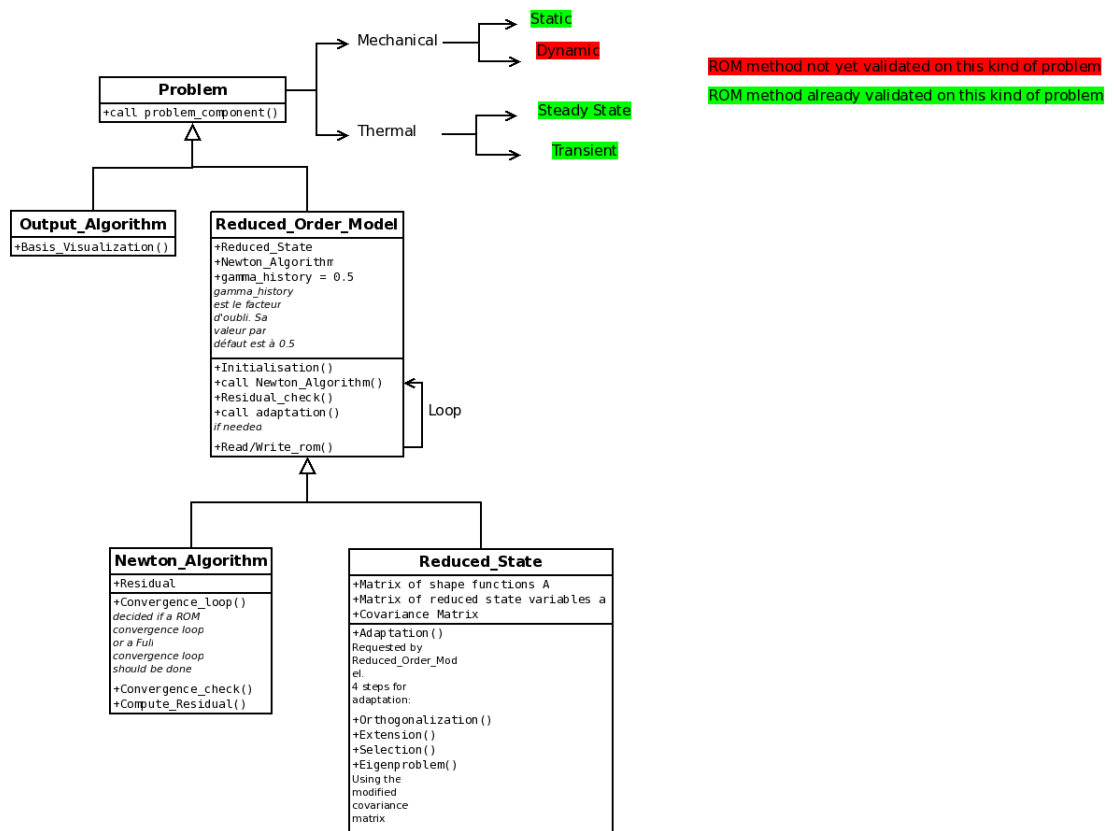 Static
Mechanical
Dynamic
ROM method not yet validated on this kind of problem
ROM method already validated on this kind of problem
Problem
+call problem_component()
Steady State
Thermal
Transient
Output_Algorithm
+Basis_Visualization()
Reduced_Order_Model
+Reduced_State
+Newton_Algorithm
+gamma_history = 0.5
gamma_history
est le facteur
d'oubli. Sa
valeur par
défaut est à 0.5
+Initialisation()
+call Newton_Algorithm()
+Residual_check()
+call adaptation()
if needed
+Read/Write_rom()
Loop
Newton_Algorithm
+Residual
+Convergence_loop()
decided if a ROM
convergence loop
or a Full
convergence loop
should be done
+Convergence_check()
+Compute_Residual()
Reduced_State
+Matrix of shape functions A
+Matrix of reduced state variables a
+Covariance Matrix
+Adaptation()
Requested by
Reduced_Order_Mod
el.
4 steps for
adaptation:
+Orthogonalization()
+Extension()
+Selection()
+Eigenproblem()
Using the
modified
covariance
matrix